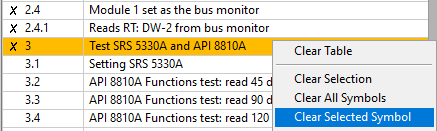 ✗ 2.4 Module 1 set as the bus monitor
✗ 2.4.1 Reads RT: DW-2 from bus monitor
✗ 3 Test SRS 5330A and API 8810A
3.1 Setting SRS 5330A
3.2 API 8810A Functions test: read 45 d
3.3 API 8810A Functions test: read 90 d
3.4 API 8810A Functions test: read 120
Clear Table
Clear Selection
Clear All Symbols
Clear Selected Symbol